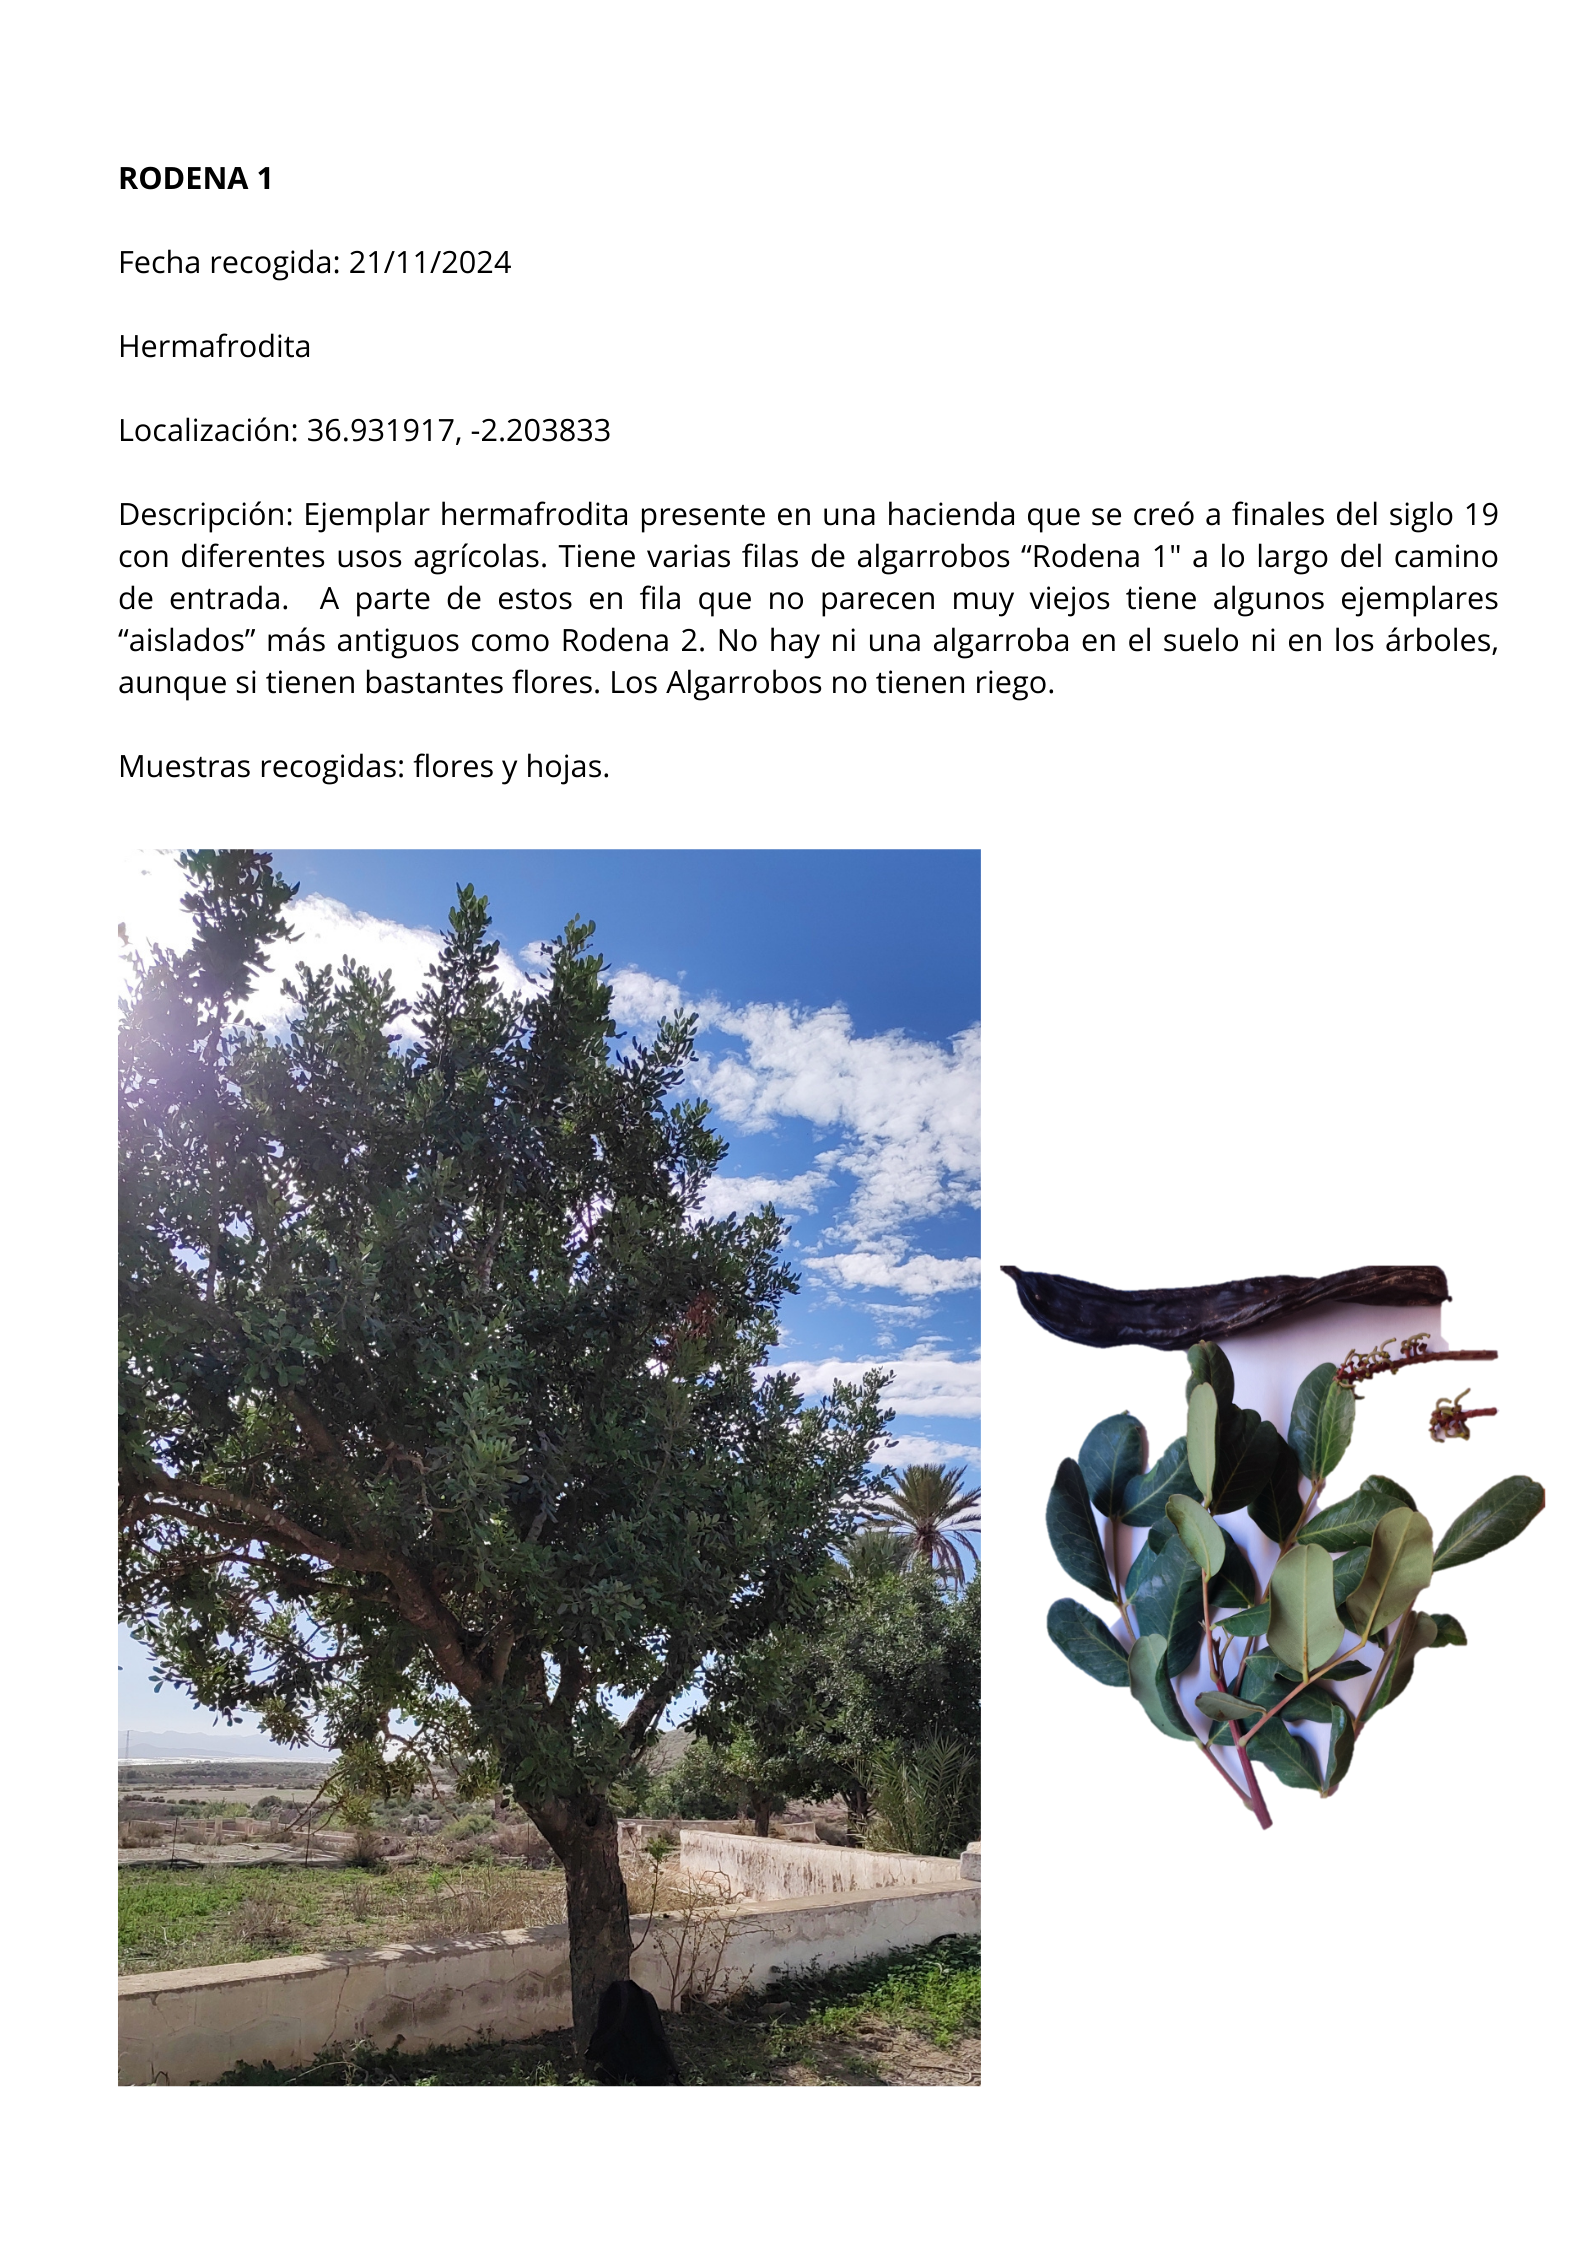 RODENA 1
Fecha recogida: 21/11/2024
Hermafrodita
Localización: 36.931917, -2.203833
Descripción: Ejemplar hermafrodita presente en una hacienda que se creó a finales del siglo 19
con diferentes usos agrícolas. Tiene varias filas de algarrobos “Rodena 1" a lo largo del camino
de entrada.  A parte de estos en fila que no parecen muy viejos tiene algunos ejemplares
“aislados” más antiguos como Rodena 2. No hay ni una algarroba en el suelo ni en los árboles,
aunque si tienen bastantes flores. Los Algarrobos no tienen riego.
Muestras recogidas: flores y hojas.